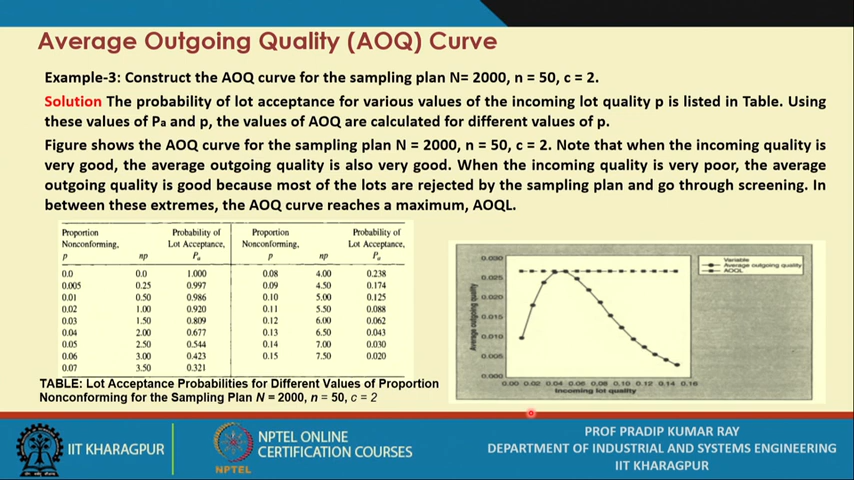 Average Outgoing Quality (AOQ) Curve
Example-3: Construct the AOQ curve for the sampling plan N= 2000, n = 50, c = 2.
Solution The probability of lot acceptance for various values of the incoming lot quality p is listed in Table. Using
these values of Pa and p, the values of AOQ are calculated for different values of p.
Figure shows the AOQ curve for the sampling plan N = 2000, n = 50, c = 2. Note that when the incoming quality is
very good, the average outgoing quality is also very good. When the incoming quality is very poor, the average
outgoing quality is good because most of the lots are rejected by the sampling plan and go through screening. In
between these extremes, the AOQ curve reaches a maximum, AOQL.
Proportion Probability of Proportion Probability of
Nonconforming, Lot Acceptance, Nonconforming, Lot Acceptance,
p np Pa p np Pa
0.0 0.0 1.000 0.08 4.00 0.238
0.005 0.25 0.997 0.09 4.50 0.174
0.01 0.50 0.986 0.10 5.00 0.125
0.02 1.00 0.920 0.11 5.50 0.088
0.03 1.50 0.809 0.12 6.00 0.062
0.04 2.00 0.677 0.13 6.50 0.043
0.05 2.50 0.544 0.14 7.00 0.030
0.06 3.00 0.423 0.15 7.50 0.020
0.07 3.50 0.321
TABLE: Lot Acceptance Probabilities for Different Values of Proportion
Nonconforming for the Sampling Plan N = 2000, n = 50, c = 2
Variable
Average outgoing quality
AOQL
Average outgoing quality
0.030
0.025
0.020
0.015
0.010
0.005
0.000
0.00 0.02 0.04 0.06 0.08 0.10 0.12 0.14 0.16
Incoming lot quality
IIT KHARAGPUR
NPTEL
NPTEL ONLINE
CERTIFICATION COURSES
PROF PRADIP KUMAR RAY
DEPARTMENT OF INDUSTRIAL AND SYSTEMS ENGINEERING
IIT KHARAGPUR